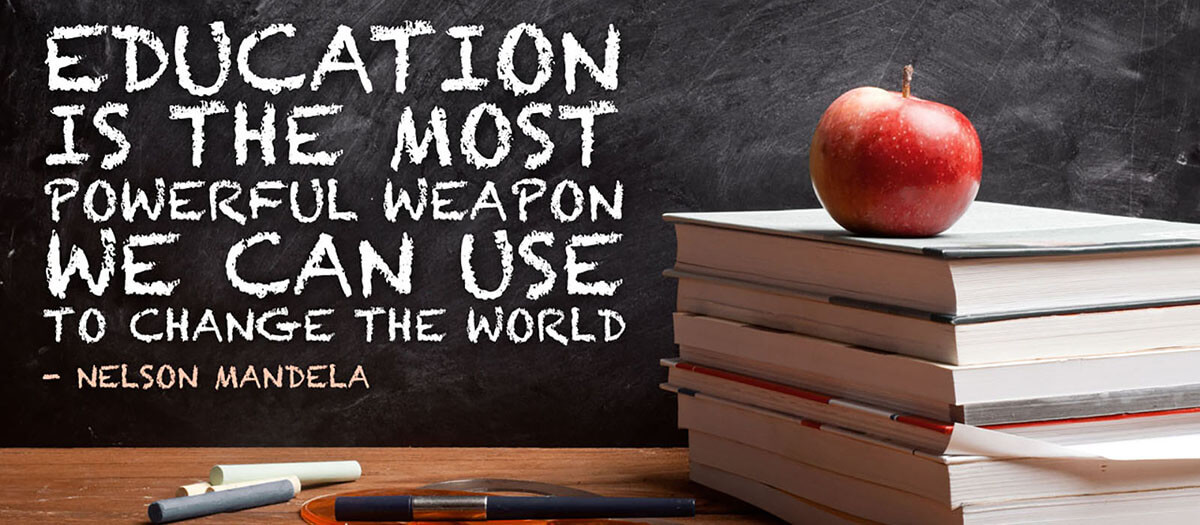 EDUCATION
IS THE MOST
POWERFUL WEAPON
WE CAN USE
TO CHANGE THE WORLD
- NELSON MANDELA